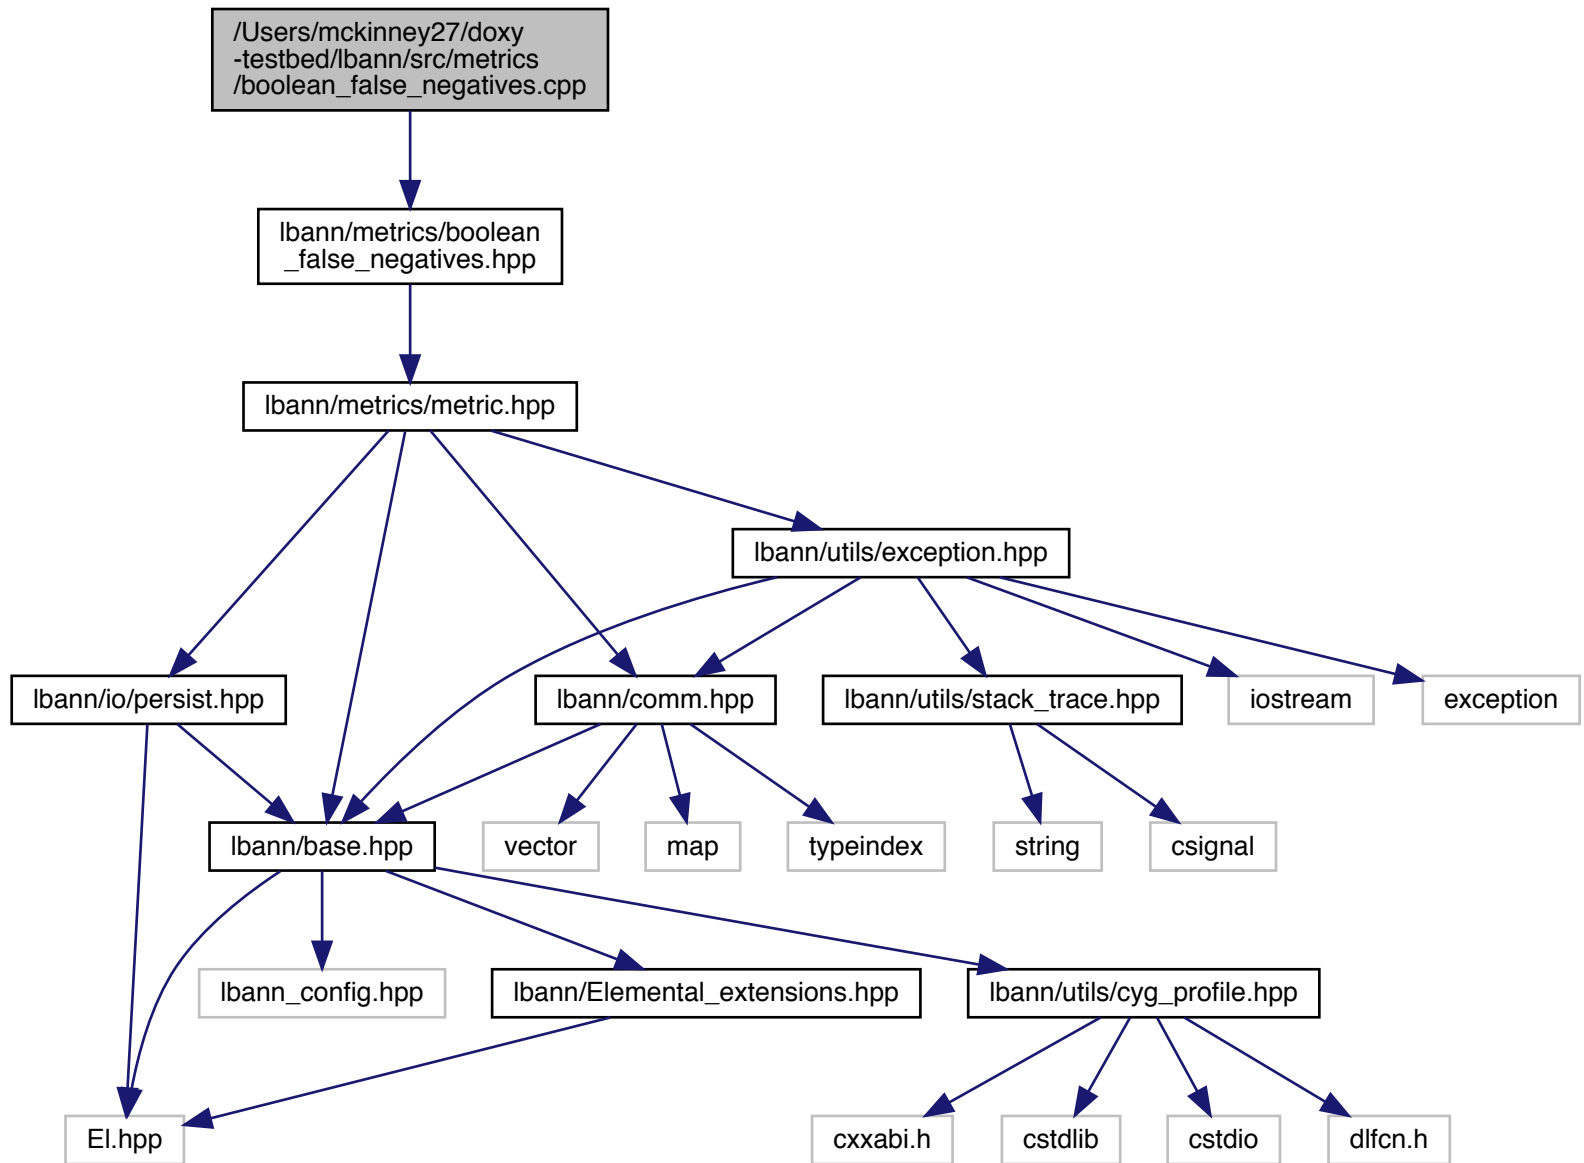 /Users/mckinney27/doxy
-testbed/lbann/src/metrics
/boolean_false_negatives.cpp
lbann/metrics/boolean
_false_negatives.hpp
lbann/metrics/metric.hpp
lbann/utils/exception.hpp
lbann/io/persist.hpp
lbann/comm.hpp
lbann/utils/stack_trace.hpp
iostream
exception
lbann/base.hpp
vector
map
typeindex
string
csignal
lbann_config.hpp
lbann/Elemental_extensions.hpp
lbann/utils/cyg_profile.hpp
El.hpp
cxxabi.h
cstdlib
cstdio
dlfcn.h